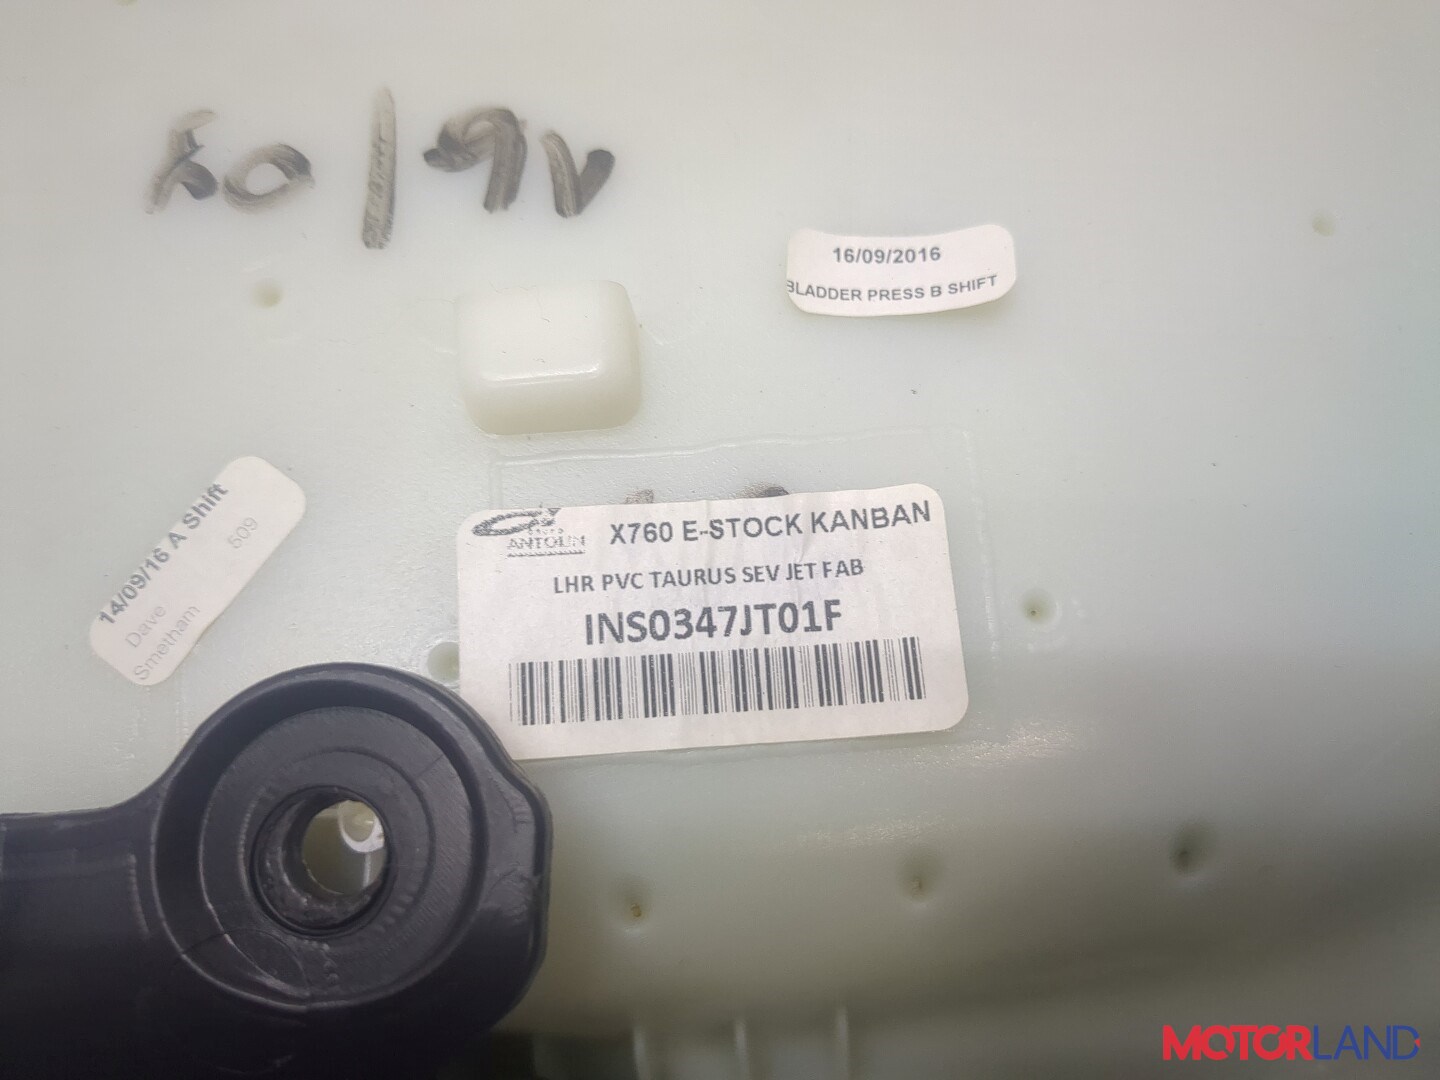 16/09/2016
BLADDER PRESS B SHIFT
14/09/16 A Shift
Dave 509
Smetham
ANTOLIN
X760 E-STOCK KANBAN
LHR PVC TAURUS SEV JET FAB
INS0347JT01F
MOTORLAND